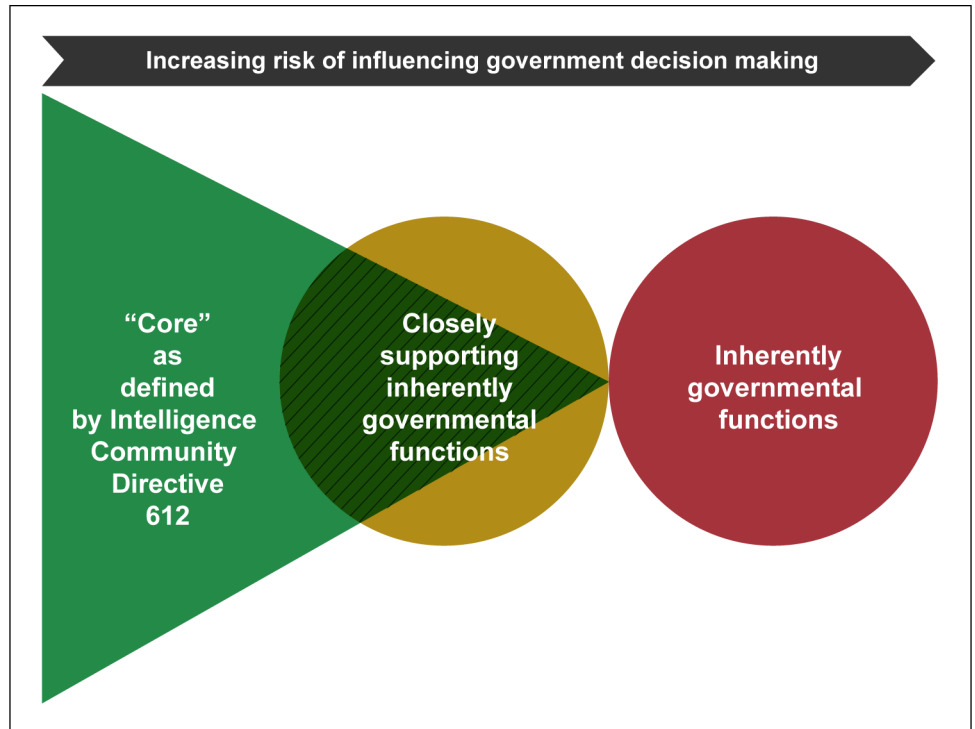 Increasing risk of influencing government decision making
“Core”
as
defined
by Intelligence
Community
Directive
612
Closely
supporting
inherently
governmental
functions
Inherently
governmental
functions